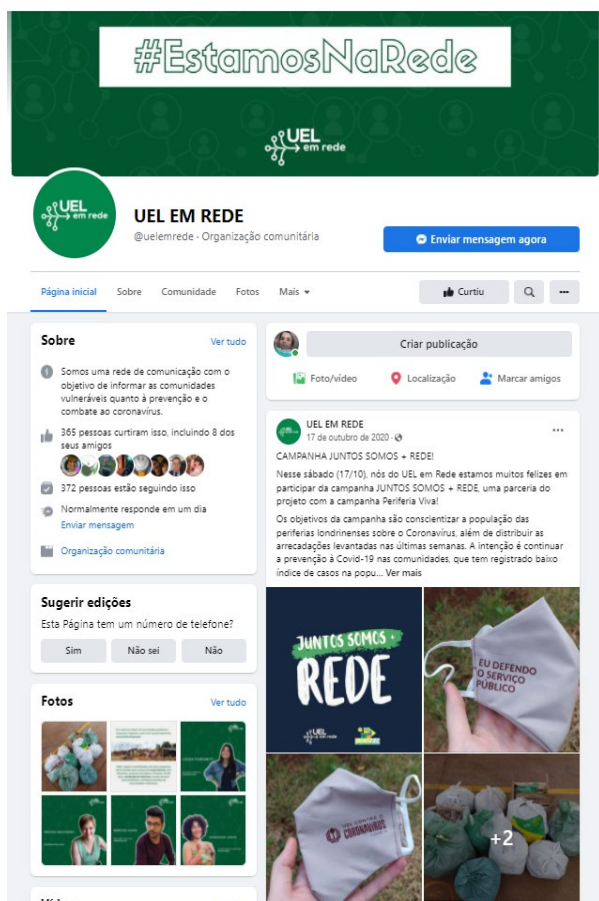 #EstamosNaRede
UEL
em rede
UEL
em rede
UEL EM REDE
@uelemrede · Organização comunitária
Enviar mensagem agora
Página inicial Sobre Comunidade Fotos Mais
Curtiu
Sobre
Ver tudo
Somos uma rede de comunicação com o
objetivo de informar as comunidades
vulneráveis quanto à prevenção e o
combate ao coronavírus.
365 pessoas curtiram isso, incluindo 8 dos
seus amigos
372 pessoas estão seguindo isso
Normalmente responde em um dia
Enviar mensagem
Organização comunitária
Sugerir edições
Esta Página tem um número de telefone?
Sim Não sei Não
Fotos
Ver tudo
Criar publicação
Foto/vídeo Localização Marcar amigos
UEL EM REDE
17 de outubro de 2020 ·
CAMPANHA JUNTOS SOMOS + REDE!
Nesse sábado (17/10), nós do UEL em Rede estamos muitos felizes em
participar da campanha JUNTOS SOMOS + REDE, uma parceria do
projeto com a campanha Periferia Viva!
Os objetivos da campanha são conscientizar a população das
periferias londrinenses sobre o Coronavírus, além de distribuir as
arrecadações levantadas nas últimas semanas. A intenção é continuar
a prevenção à Covid-19 nas comunidades, que tem registrado baixo
índice de casos na popu... Ver mais
JUNTOS SOMOS +
REDE
UEL
em rede
EU DEFENDO
O SERVIÇO
PÚBLICO
UEL CONTRA O
CORONAVÍRUS
+2